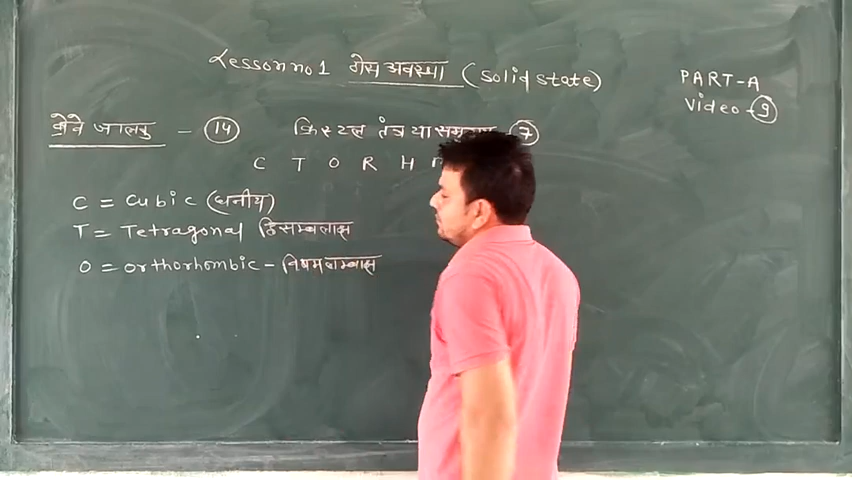 Lesson no 1 ठोस अवस्था (solid state)
PART-A
Video-9
ब्रेवे जालक - 14 क्रिस्टल तंत्र या 7
C T O R H
C = Cubic (घनीय)
T = Tetragonal द्विसमलम्बाक्ष
O = orthorhombic - विषमलम्बाक्ष